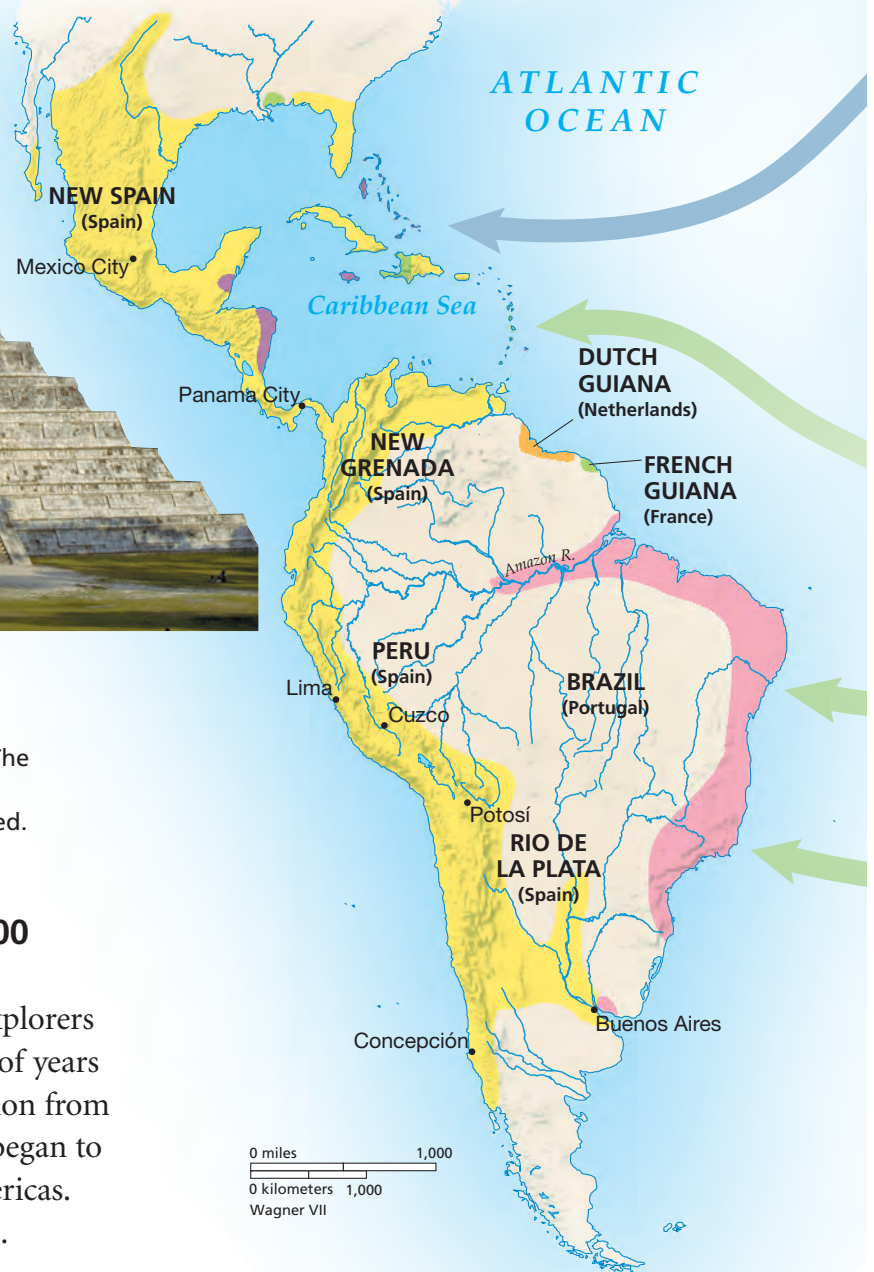 ATLANTIC
OCEAN
NEW SPAIN
(Spain)
Mexico City
Caribbean Sea
DUTCH
GUIANA
(Netherlands)
Panama City
NEW
GRENADA
(Spain)
FRENCH
GUIANA
(France)
Amazon R.
PERU
(Spain)
BRAZIL
(Portugal)
Lima
Cuzco
Potosí
RIO DE
LA PLATA
(Spain)
Buenos Aires
Concepción
0 miles 1,000
0 kilometers 1,000
Wagner VII
he
ed.
00
xplorers
of years
ion from
began to
ericas.
.